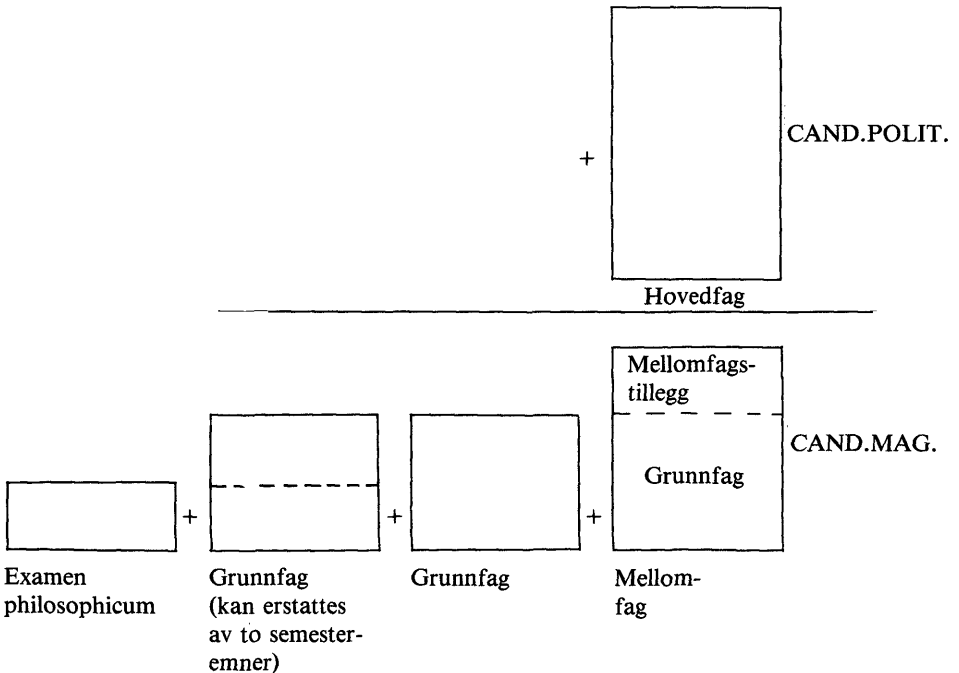 +
CAND.POLIT.
Hovedfag
Mellomfags-
tillegg
Grunnfag
CAND.MAG.
+
+
+
Examen
philosophicum
Grunnfag
(kan erstattes
av to semester-
emner)
Grunnfag
Mellom-
fag